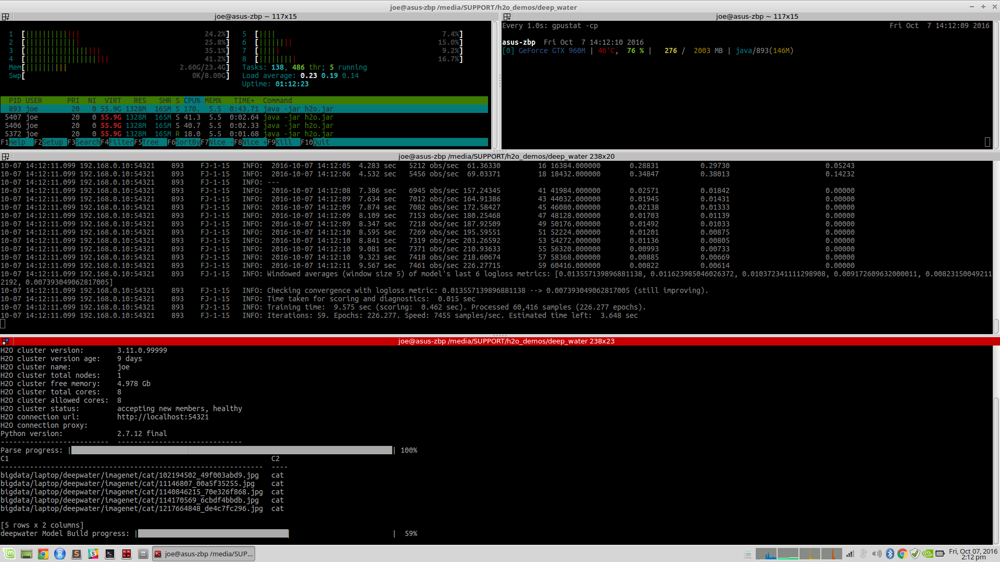 joe@asus-zbp /media/SUPPORT/h2o_demos/deep_water
joe@asus-zbp ~ 117x15
1 [||||||||||||| 24.2%] 5 [|||| 7.4%]
2 [||||||||||||| 25.8%] 6 [|||||||| 15.0%]
3 [|||||||||||||||||| 35.1%] 7 [||||| 9.2%]
4 [|||||||||||||||||||| 41.2%] 8 [||||||||| 16.7%]
Mem[|||||||||| 2.60G/23.4G] Tasks: 138, 486 thr; 5 running
Swp[ 0K/8.00G] Load average: 0.23 0.19 0.14
Uptime: 01:12:23
PID USER PRI NI VIRT RES SHR S CPU% MEM% TIME+ Command
893 joe 20 0 55.9G 1328M 165M S 170. 5.5 0:43.71 java -jar h2o.jar
5407 joe 20 0 55.9G 1328M 165M S 41.3 5.5 0:02.64 java -jar h2o.jar
5406 joe 20 0 55.9G 1328M 165M S 40.7 5.5 0:02.33 java -jar h2o.jar
5372 joe 20 0 55.9G 1328M 165M R 18.0 5.5 0:01.68 java -jar h2o.jar
F1Help F2Setup F3SearchF4FilterF5Tree F6SortByF7Nice -F8Nice +F9Kill F10Quit
joe@asus-zbp ~ 117x15
Every 1.0s: gpustat -cp Fri Oct 7 14:12:09 2016
asus-zbp Fri Oct 7 14:12:10 2016
[0] GeForce GTX 960M | 46'C, 76 % | 276 / 2003 MB | java/893(146M)
joe@asus-zbp /media/SUPPORT/h2o_demos/deep_water 238x20
10-07 14:12:11.099 192.168.0.10:54321 893 FJ-1-15 INFO: 2016-10-07 14:12:05 4.283 sec 5212 obs/sec 61.36330 16 16384.000000 0.28831 0.29730 0.05243
10-07 14:12:11.099 192.168.0.10:54321 893 FJ-1-15 INFO: 2016-10-07 14:12:06 4.532 sec 5456 obs/sec 69.03371 18 18432.000000 0.34847 0.38013 0.14232
10-07 14:12:11.099 192.168.0.10:54321 893 FJ-1-15 INFO: ---
10-07 14:12:11.099 192.168.0.10:54321 893 FJ-1-15 INFO: 2016-10-07 14:12:08 7.386 sec 6945 obs/sec 157.24345 41 41984.000000 0.02571 0.01842 0.00000
10-07 14:12:11.099 192.168.0.10:54321 893 FJ-1-15 INFO: 2016-10-07 14:12:09 7.634 sec 7012 obs/sec 164.91386 43 44032.000000 0.01945 0.01431 0.00000
10-07 14:12:11.099 192.168.0.10:54321 893 FJ-1-15 INFO: 2016-10-07 14:12:09 7.874 sec 7082 obs/sec 172.58427 45 46080.000000 0.02138 0.01333 0.00000
10-07 14:12:11.099 192.168.0.10:54321 893 FJ-1-15 INFO: 2016-10-07 14:12:09 8.109 sec 7153 obs/sec 180.25468 47 48128.000000 0.01703 0.01139 0.00000
10-07 14:12:11.099 192.168.0.10:54321 893 FJ-1-15 INFO: 2016-10-07 14:12:09 8.347 sec 7218 obs/sec 187.92509 49 50176.000000 0.01492 0.01033 0.00000
10-07 14:12:11.099 192.168.0.10:54321 893 FJ-1-15 INFO: 2016-10-07 14:12:10 8.595 sec 7269 obs/sec 195.59551 51 52224.000000 0.01201 0.00875 0.00000
10-07 14:12:11.099 192.168.0.10:54321 893 FJ-1-15 INFO: 2016-10-07 14:12:10 8.841 sec 7319 obs/sec 203.26592 53 54272.000000 0.01136 0.00805 0.00000
10-07 14:12:11.099 192.168.0.10:54321 893 FJ-1-15 INFO: 2016-10-07 14:12:10 9.081 sec 7371 obs/sec 210.93633 55 56320.000000 0.00993 0.00733 0.00000
10-07 14:12:11.099 192.168.0.10:54321 893 FJ-1-15 INFO: 2016-10-07 14:12:10 9.323 sec 7418 obs/sec 218.60674 57 58368.000000 0.00885 0.00669 0.00000
10-07 14:12:11.099 192.168.0.10:54321 893 FJ-1-15 INFO: 2016-10-07 14:12:11 9.567 sec 7461 obs/sec 226.27715 59 60416.000000 0.00822 0.00614 0.00000
10-07 14:12:11.099 192.168.0.10:54321 893 FJ-1-15 INFO: Windowed averages (window size 5) of model's last 6 logloss metrics: [0.013557139896881138, 0.011623985046026372, 0.010372341111298908, 0.009172609632000011, 0.00823150049211
2192, 0.007393049062817005]
10-07 14:12:11.099 192.168.0.10:54321 893 FJ-1-15 INFO: Checking convergence with logloss metric: 0.013557139896881138 --> 0.007393049062817005 (still improving).
10-07 14:12:11.099 192.168.0.10:54321 893 FJ-1-15 INFO: Time taken for scoring and diagnostics: 0.015 sec
10-07 14:12:11.099 192.168.0.10:54321 893 FJ-1-15 INFO: Training time: 9.575 sec (scoring: 0.462 sec). Processed 60,416 samples (226.277 epochs).
10-07 14:12:11.099 192.168.0.10:54321 893 FJ-1-15 INFO: Iterations: 59. Epochs: 226.277. Speed: 7455 samples/sec. Estimated time left: 3.648 sec
joe@asus-zbp /media/SUPPORT/h2o_demos/deep_water 238x23
H2O cluster version: 3.11.0.99999
H2O cluster version age: 9 days
H2O cluster name: joe
H2O cluster total nodes: 1
H2O cluster free memory: 4.978 Gb
H2O cluster total cores: 8
H2O cluster allowed cores: 8
H2O cluster status: accepting new members, healthy
H2O connection url: http://localhost:54321
H2O connection proxy:
Python version: 2.7.12 final
-------------------------- ------------------------------
Parse progress: | | 100%
C1 C2
--------------------------------------------------------------- ----
bigdata/laptop/deepwater/imagenet/cat/102194502_49f003abd9.jpg cat
bigdata/laptop/deepwater/imagenet/cat/11146807_00a5f35255.jpg cat
bigdata/laptop/deepwater/imagenet/cat/1140846215_70e326f868.jpg cat
bigdata/laptop/deepwater/imagenet/cat/114170569_6cbdf4bbdb.jpg cat
bigdata/laptop/deepwater/imagenet/cat/1217664848_de4c7fc296.jpg cat
[5 rows x 2 columns]
deepwater Model Build progress: | | 59%
joe@asus-zbp /media/SUP...
Fri, Oct 07, 2016
2:12 pm